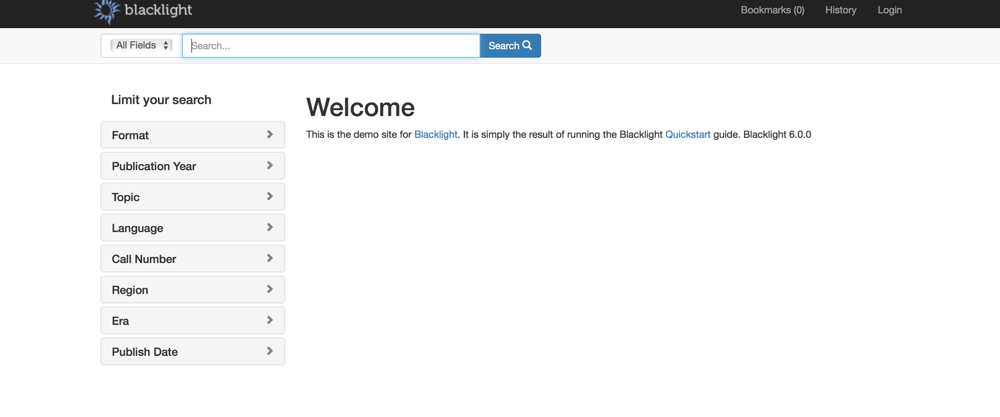 blacklight
Bookmarks (0) History Login
All Fields Search... Search
Limit your search
Format
Publication Year
Topic
Language
Call Number
Region
Era
Publish Date
Welcome
This is the demo site for Blacklight. It is simply the result of running the Blacklight Quickstart guide. Blacklight 6.0.0